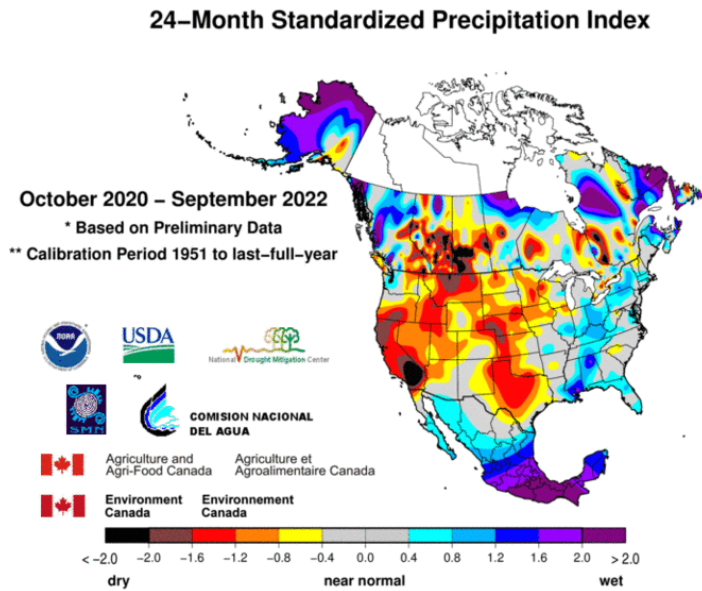 24-Month Standardized Precipitation Index
October 2020 - September 2022
* Based on Preliminary Data
** Calibration Period 1951 to last-full-year
NOAA
USDA
National Drought Mitigation Center
SMN
COMISION NACIONAL
DEL AGUA
Agriculture and
Agri-Food Canada
Agriculture et
Agroalimentaire Canada
Environment
Canada
Environnement
Canada
< -2.0 -2.0 -1.6 -1.2 -0.8 -0.4 0.0 0.4 0.8 1.2 1.6 2.0 > 2.0
dry near normal wet